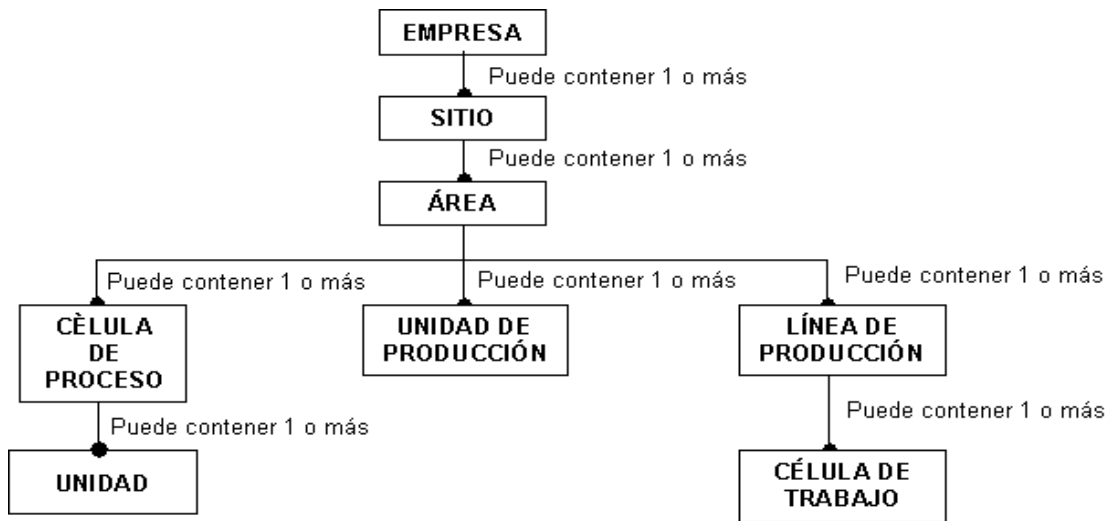 EMPRESA
Puede contener 1 o más
SITIO
Puede contener 1 o más
ÁREA
Puede contener 1 o más
Puede contener 1 o más
Puede contener 1 o más
CÈLULA
DE
PROCESO
UNIDAD DE
PRODUCCIÓN
LÍNEA DE
PRODUCCIÓN
Puede contener 1 o más
Puede contener 1 o más
UNIDAD
CÉLULA DE
TRABAJO